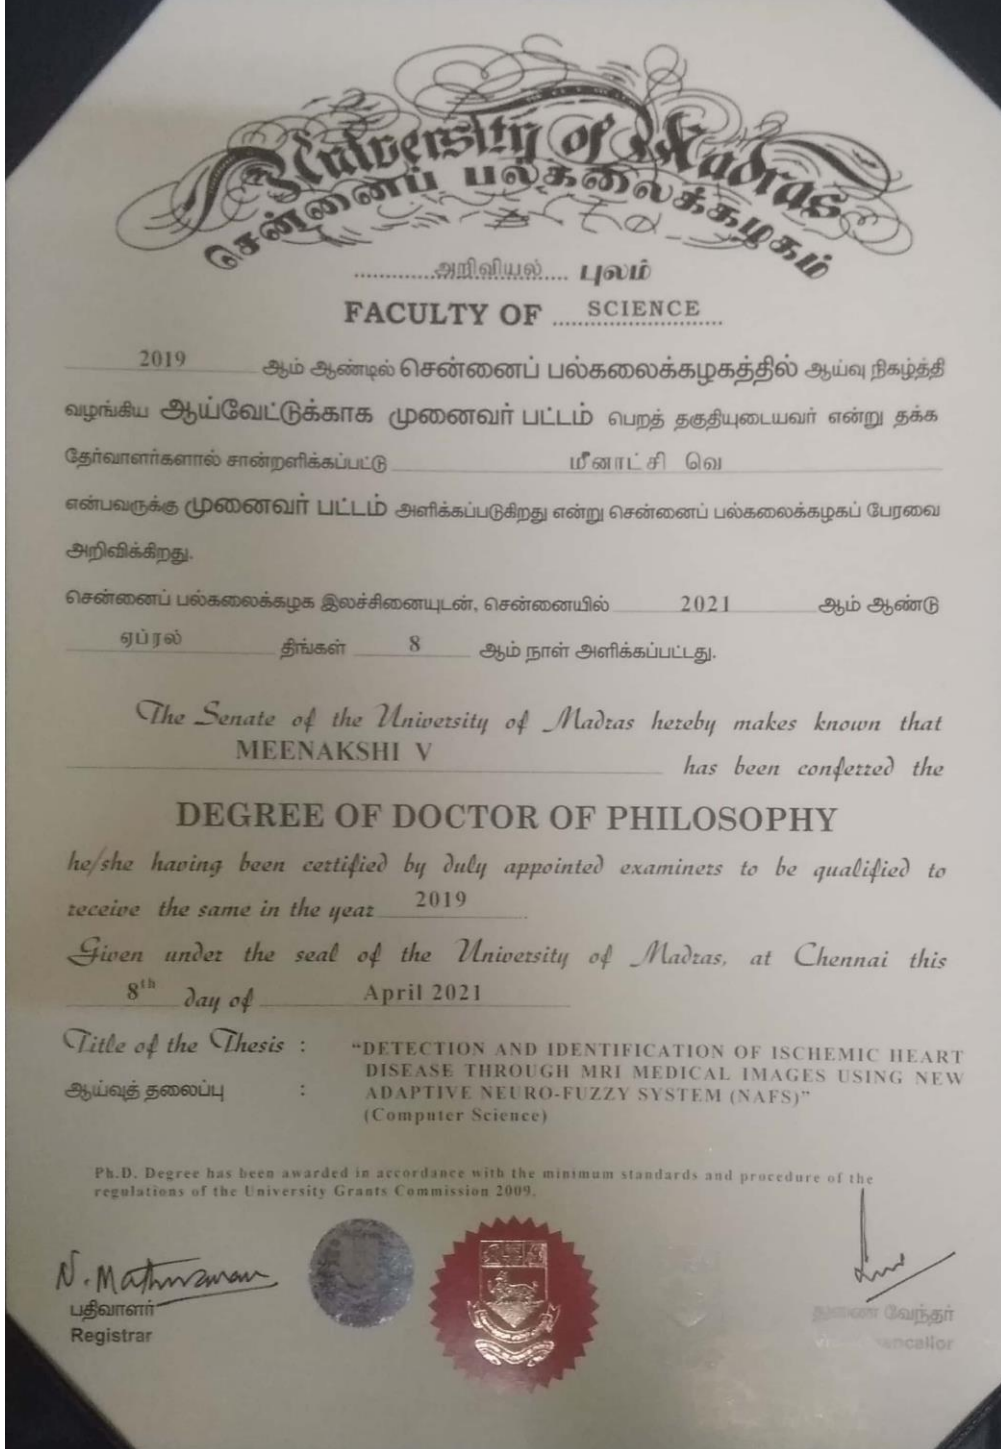 University of Madras
சென்னைப் பல்கலைக்கழகம்
..............அறிவியல்..... புலம்
FACULTY OF ....SCIENCE....
2019 ஆம் ஆண்டில் சென்னைப் பல்கலைக்கழகத்தில் ஆய்வு நிகழ்த்தி
வழங்கிய ஆய்வேட்டுக்காக முனைவர் பட்டம் பெறத் தகுதியுடையவர் என்று தக்க
தேர்வாளர்களால் சான்றளிக்கப்பட்டு மீனாட்சி வெ
என்பவருக்கு முனைவர் பட்டம் அளிக்கப்படுகிறது என்று சென்னைப் பல்கலைக்கழகப் பேரவை
அறிவிக்கிறது.
சென்னைப் பல்கலைக்கழக இலச்சினையுடன், சென்னையில் 2021 ஆம் ஆண்டு
ஏப்ரல் திங்கள் 8 ஆம் நாள் அளிக்கப்பட்டது.
The Senate of the University of Madras hereby makes known that
MEENAKSHI V has been conferred the
DEGREE OF DOCTOR OF PHILOSOPHY
he/she having been certified by duly appointed examiners to be qualified to
receive the same in the year 2019
Given under the seal of the University of Madras, at Chennai this
8th day of April 2021
Title of the Thesis : "DETECTION AND IDENTIFICATION OF ISCHEMIC HEART
DISEASE THROUGH MRI MEDICAL IMAGES USING NEW
ஆய்வுத் தலைப்பு : ADAPTIVE NEURO-FUZZY SYSTEM (NAFS)"
(Computer Science)
Ph.D. Degree has been awarded in accordance with the minimum standards and procedure of the
regulations of the University Grants Commission 2009.
பதிவாளர்
Registrar
துணை வேந்தர்
Vice-Chancellor